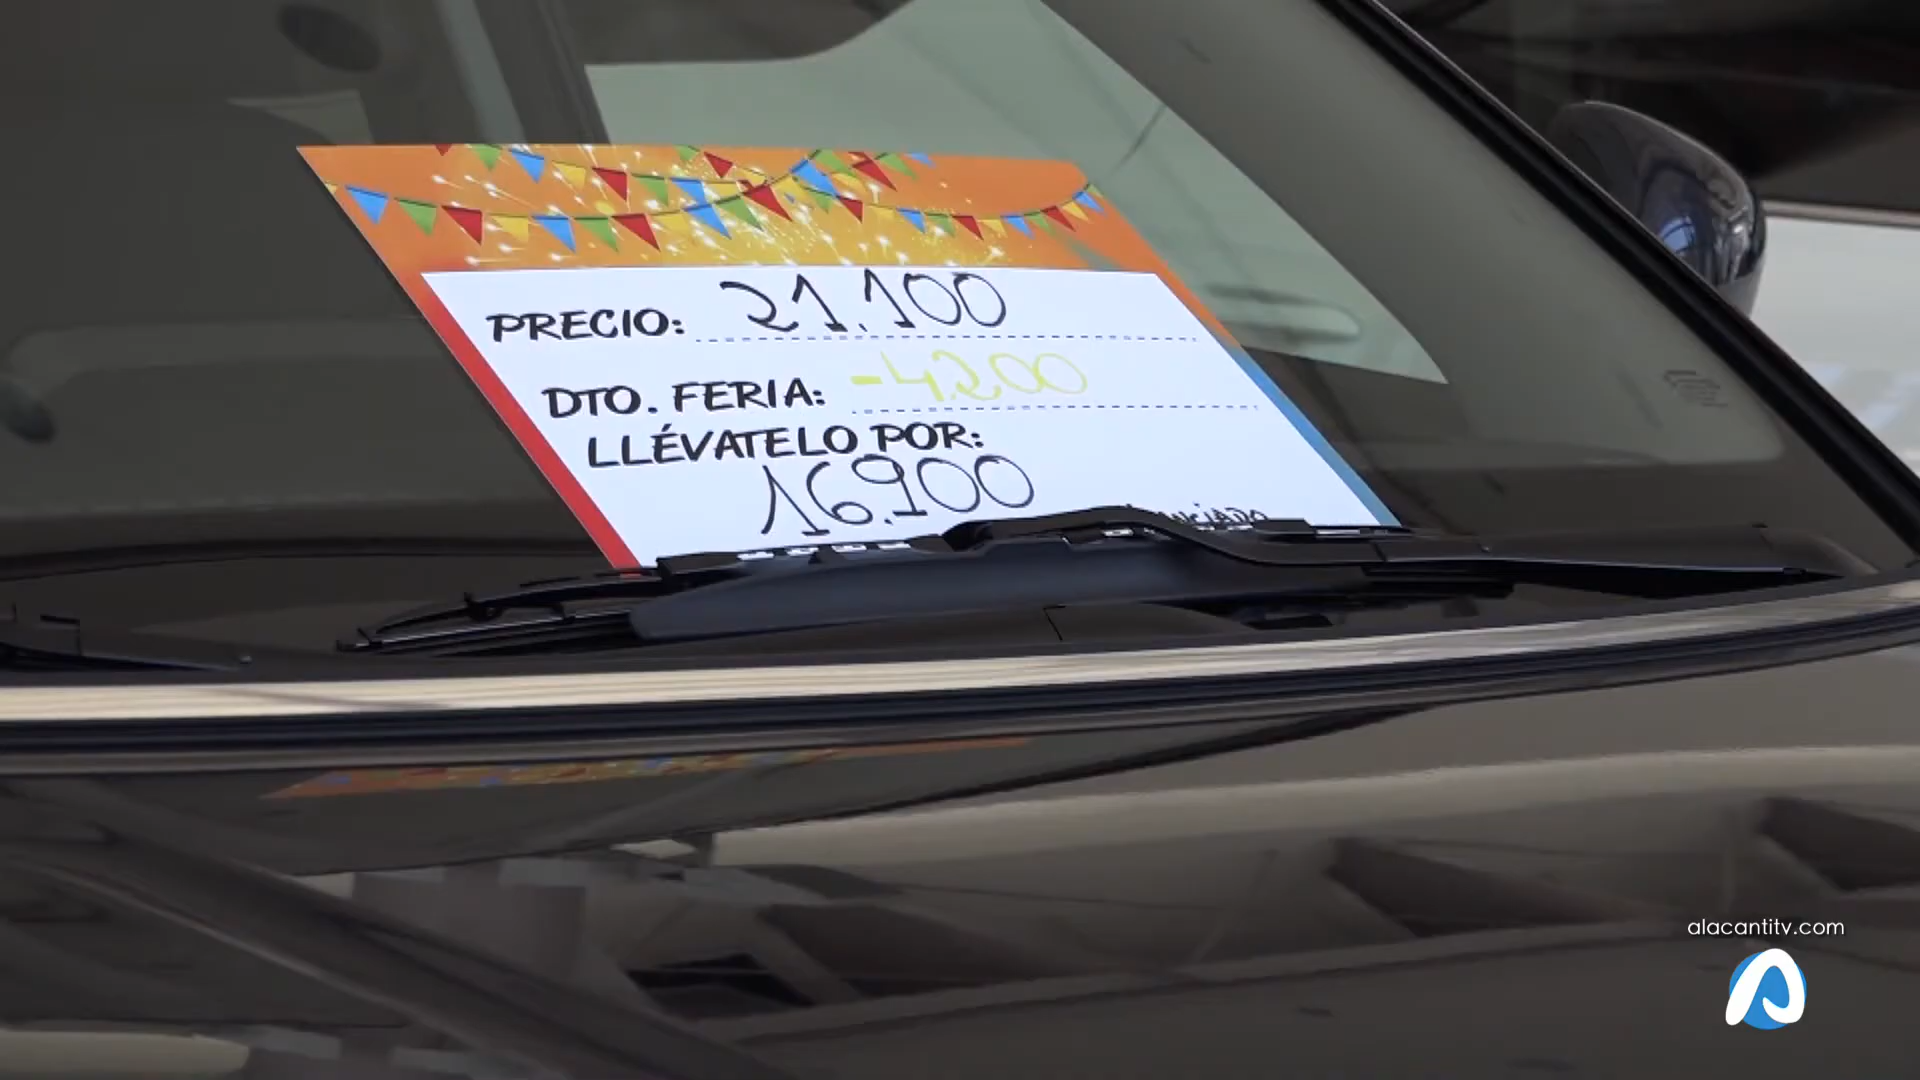 PRECIO: 21.100
DTO. FERIA: -4.200
LLÉVATELO POR:
16.900
alacantitv.com